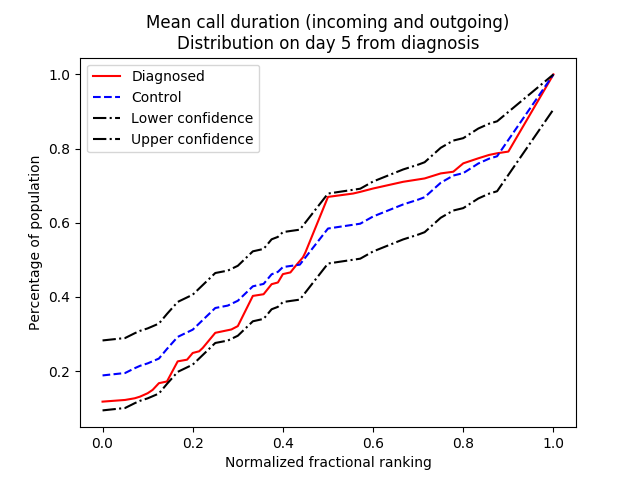 Mean call duration (incoming and outgoing)
Distribution on day 5 from diagnosis
Diagnosed
Control
Lower confidence
Upper confidence
Percentage of population
1.0
0.8
0.6
0.4
0.2
0.0 0.2 0.4 0.6 0.8 1.0
Normalized fractional ranking